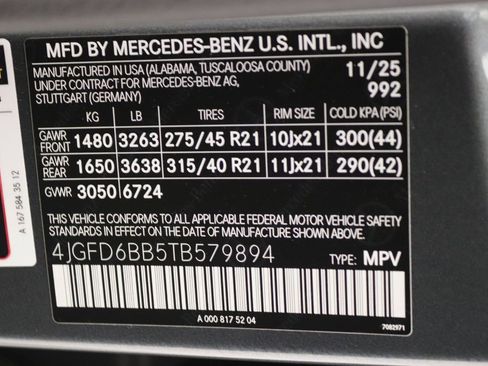 MFD BY MERCEDES-BENZ U.S. INTL., INC
MANUFACTURED IN USA (ALABAMA, TUSCALOOSA COUNTY) 11/25
UNDER CONTRACT FOR MERCEDES-BENZ AG, 992
STUTTGART (GERMANY)
KG LB TIRES RIM SIZE COLD KPA(PSI)
GAWR FRONT 1480 3263 275/45 R21 10Jx21 300(44)
GAWR REAR 1650 3638 315/40 R21 11Jx21 290(42)
GVWR 3050 6724
THIS VEHICLE CONFORMS TO ALL APPLICABLE FEDERAL MOTOR VEHICLE SAFETY
STANDARDS IN EFFECT ON THE DATE OF MANUFACTURE SHOWN ABOVE.
4JGFD6BB5TB579894 TYPE: MPV
A 000 817 52 04
7082971
A 167 584 35 12